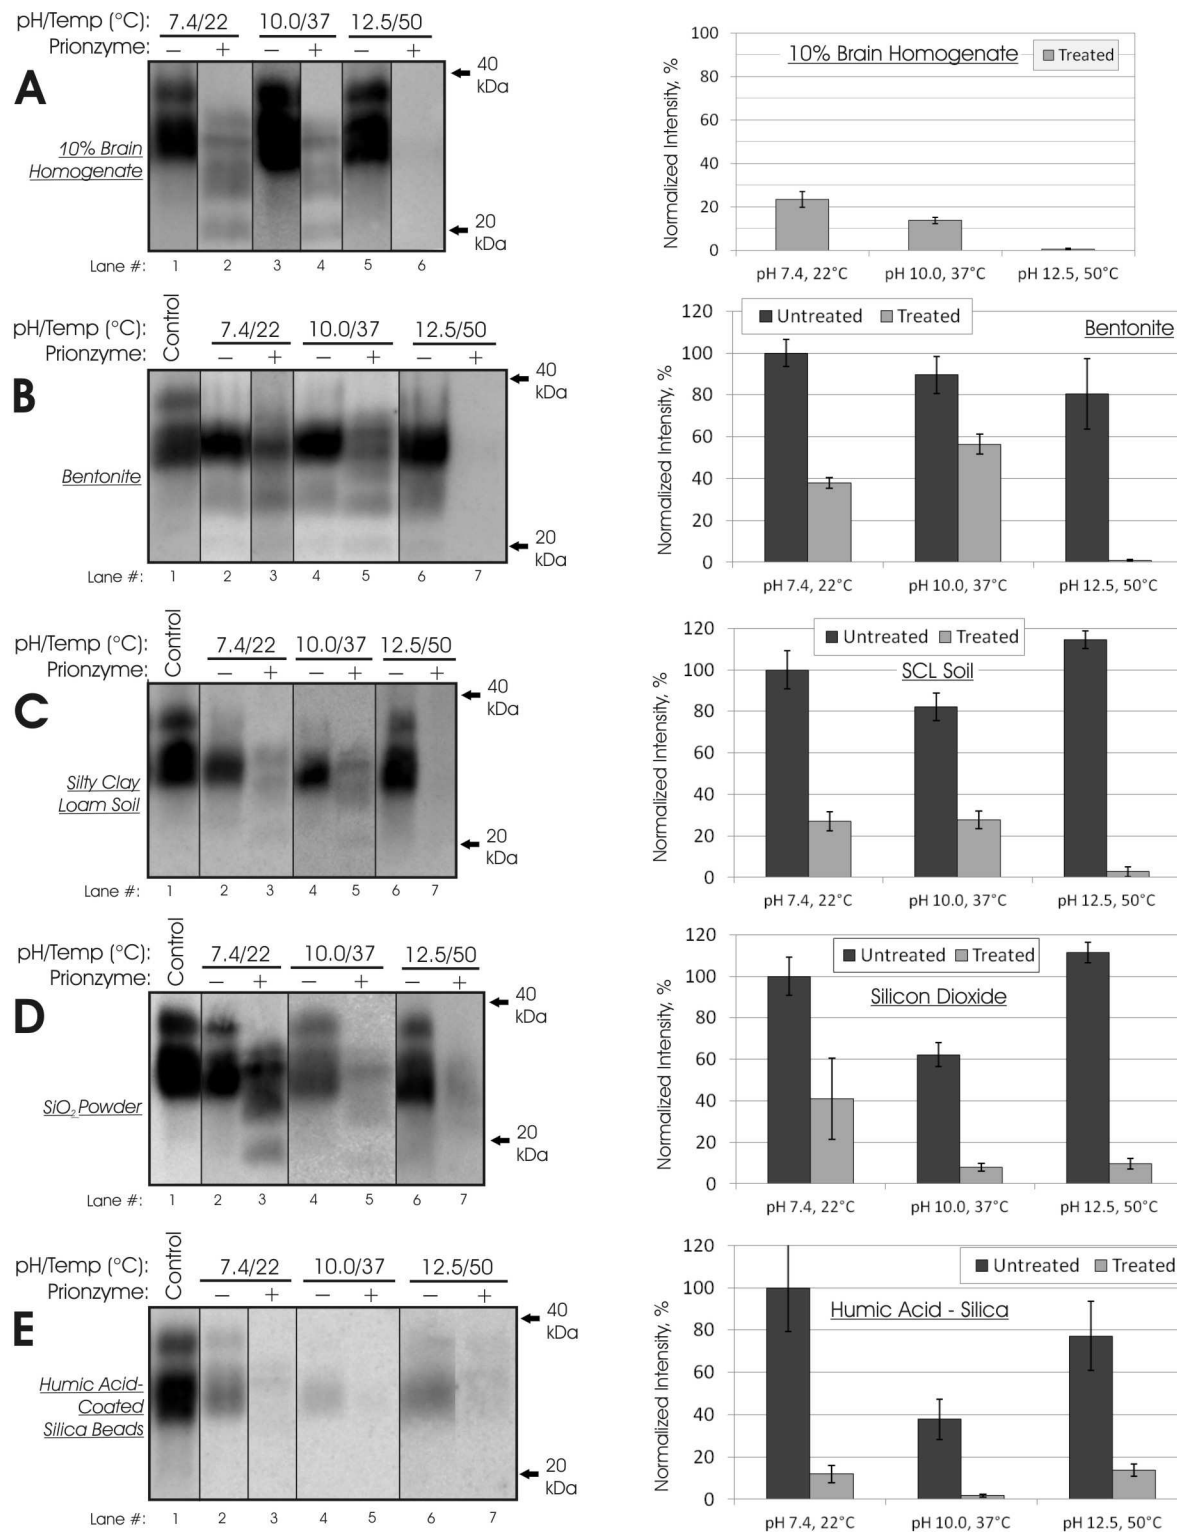 pH/Temp (°C): 7.4/22 10.0/37 12.5/50
Prionzyme: – + – + – +
A
10% Brain
Homogenate
40
kDa
20
kDa
Lane #: 1 2 3 4 5 6
100
80
60
40
20
0
Normalized Intensity, %
10% Brain Homogenate
Treated
pH 7.4, 22°C pH 10.0, 37°C pH 12.5, 50°C
Control
pH/Temp (°C): 7.4/22 10.0/37 12.5/50
Prionzyme: – + – + – +
B
Bentonite
40
kDa
20
kDa
Lane #: 1 2 3 4 5 6 7
120
100
80
60
40
20
0
Normalized Intensity, %
Untreated Treated
Bentonite
pH 7.4, 22°C pH 10.0, 37°C pH 12.5, 50°C
Control
pH/Temp (°C): 7.4/22 10.0/37 12.5/50
Prionzyme: – + – + – +
C
Silty Clay
Loam Soil
40
kDa
20
kDa
Lane #: 1 2 3 4 5 6 7
120
100
80
60
40
20
0
Normalized Intensity, %
Untreated Treated
SCL Soil
pH 7.4, 22°C pH 10.0, 37°C pH 12.5, 50°C
Control
pH/Temp (°C): 7.4/22 10.0/37 12.5/50
Prionzyme: – + – + – +
D
SiO₂ Powder
40
kDa
20
kDa
Lane #: 1 2 3 4 5 6 7
120
100
80
60
40
20
0
Normalized Intensity, %
Untreated Treated
Silicon Dioxide
pH 7.4, 22°C pH 10.0, 37°C pH 12.5, 50°C
Control
pH/Temp (°C): 7.4/22 10.0/37 12.5/50
Prionzyme: – + – + – +
E
Humic Acid-
Coated
Silica Beads
40
kDa
20
kDa
Lane #: 1 2 3 4 5 6 7
120
100
80
60
40
20
0
Normalized Intensity, %
Untreated Treated
Humic Acid - Silica
pH 7.4, 22°C pH 10.0, 37°C pH 12.5, 50°C